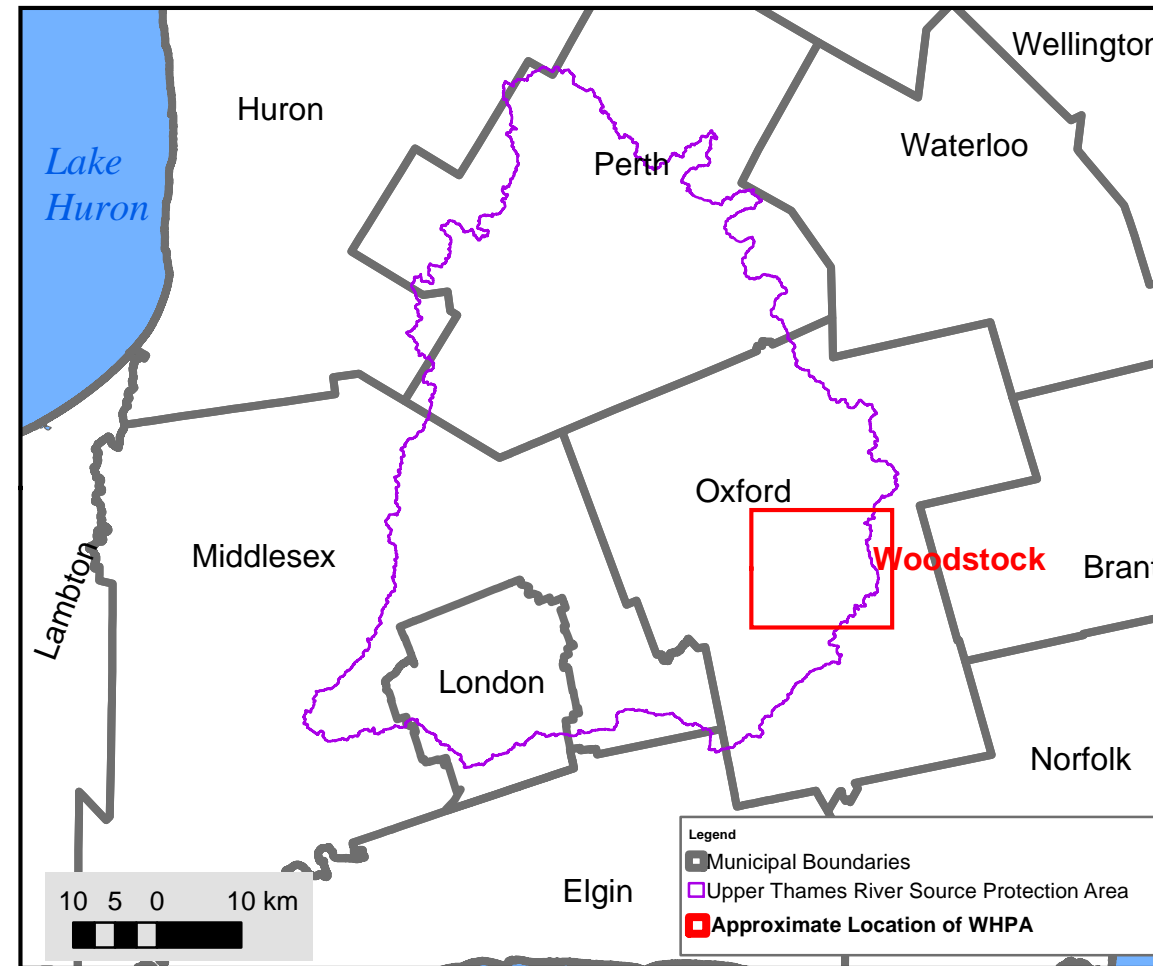 Wellington
Huron
Waterloo
Lake
Huron
Perth
Oxford
Middlesex
Woodstock
Brant
Lambton
London
Norfolk
Elgin
10 5 0 10 km
Legend
Municipal Boundaries
Upper Thames River Source Protection Area
Approximate Location of WHPA